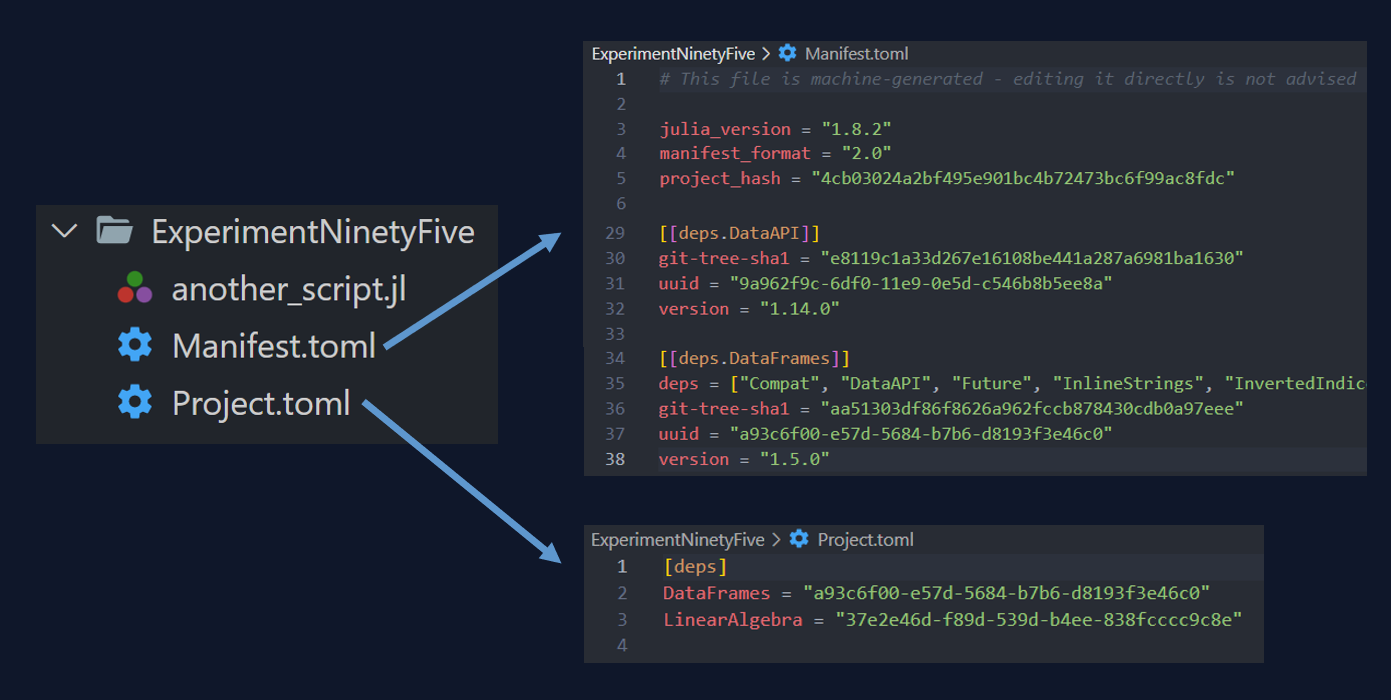 ExperimentNinetyFive
another_script.jl
Manifest.toml
Project.toml
ExperimentNinetyFive > Manifest.toml
1 # This file is machine-generated - editing it directly is not advised
2
3 julia_version = "1.8.2"
4 manifest_format = "2.0"
5 project_hash = "4cb03024a2bf495e901bc4b72473bc6f99ac8fdc"
6
29 [[deps.DataAPI]]
30 git-tree-sha1 = "e8119c1a33d267e16108be441a287a6981ba1630"
31 uuid = "9a962f9c-6df0-11e9-0e5d-c546b8b5ee8a"
32 version = "1.14.0"
33
34 [[deps.DataFrames]]
35 deps = ["Compat", "DataAPI", "Future", "InlineStrings", "InvertedIndic
36 git-tree-sha1 = "aa51303df86f8626a962fccb878430cdb0a97eee"
37 uuid = "a93c6f00-e57d-5684-b7b6-d8193f3e46c0"
38 version = "1.5.0"
ExperimentNinetyFive > Project.toml
1 [deps]
2 DataFrames = "a93c6f00-e57d-5684-b7b6-d8193f3e46c0"
3 LinearAlgebra = "37e2e46d-f89d-539d-b4ee-838fcccc9c8e"
4